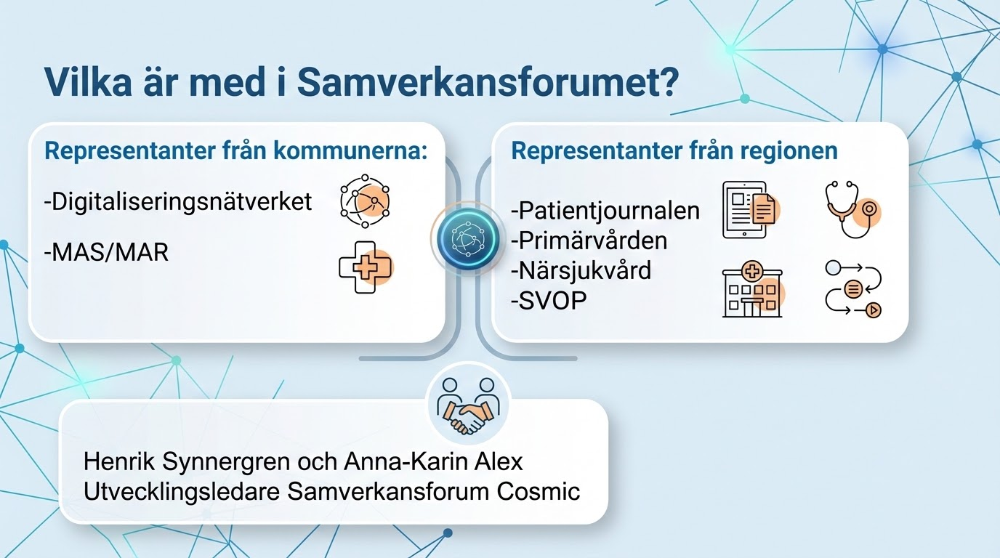 Vilka är med i Samverkansforumet?
Representanter från kommunerna:
-Digitaliseringsnätverket
-MAS/MAR
Representanter från regionen
-Patientjournalen
-Primärvården
-Närsjukvård
-SVOP
Henrik Synnergren och Anna-Karin Alex
Utvecklingsledare Samverkansforum Cosmic